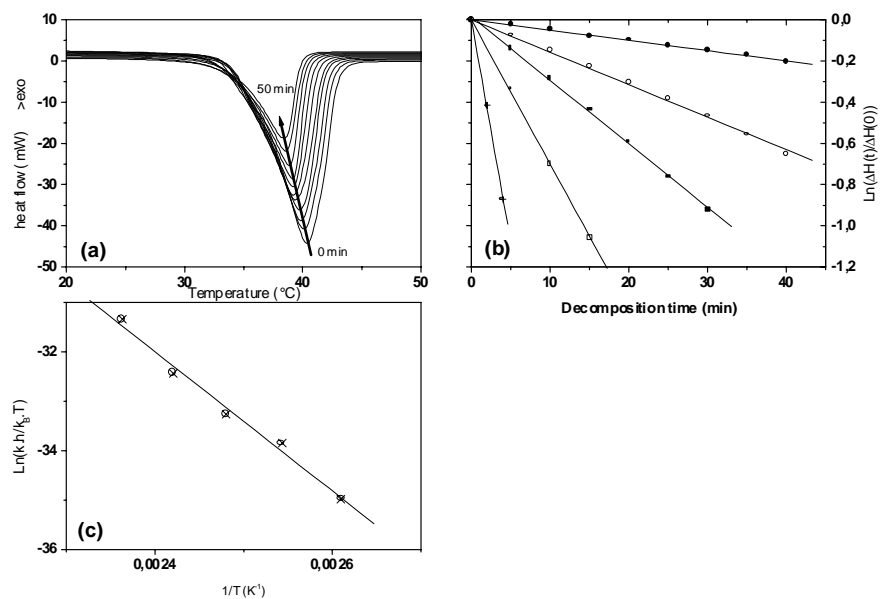 10
0
-10
-20
-30
-40
-50
heat flow ( mW) >exo
50 min
0 min
(a)
20 30 40 50
Temperature ( °C)
0,0
-0,2
-0,4
-0,6
-0,8
-1,0
-1,2
Ln(ΔH(t)/ΔH(0))
(b)
0 10 20 30 40
Decomposition time (min)
-32
-34
-36
Ln(k.h/k_B.T)
(c)
0,0024 0,0026
1/T (K⁻¹)